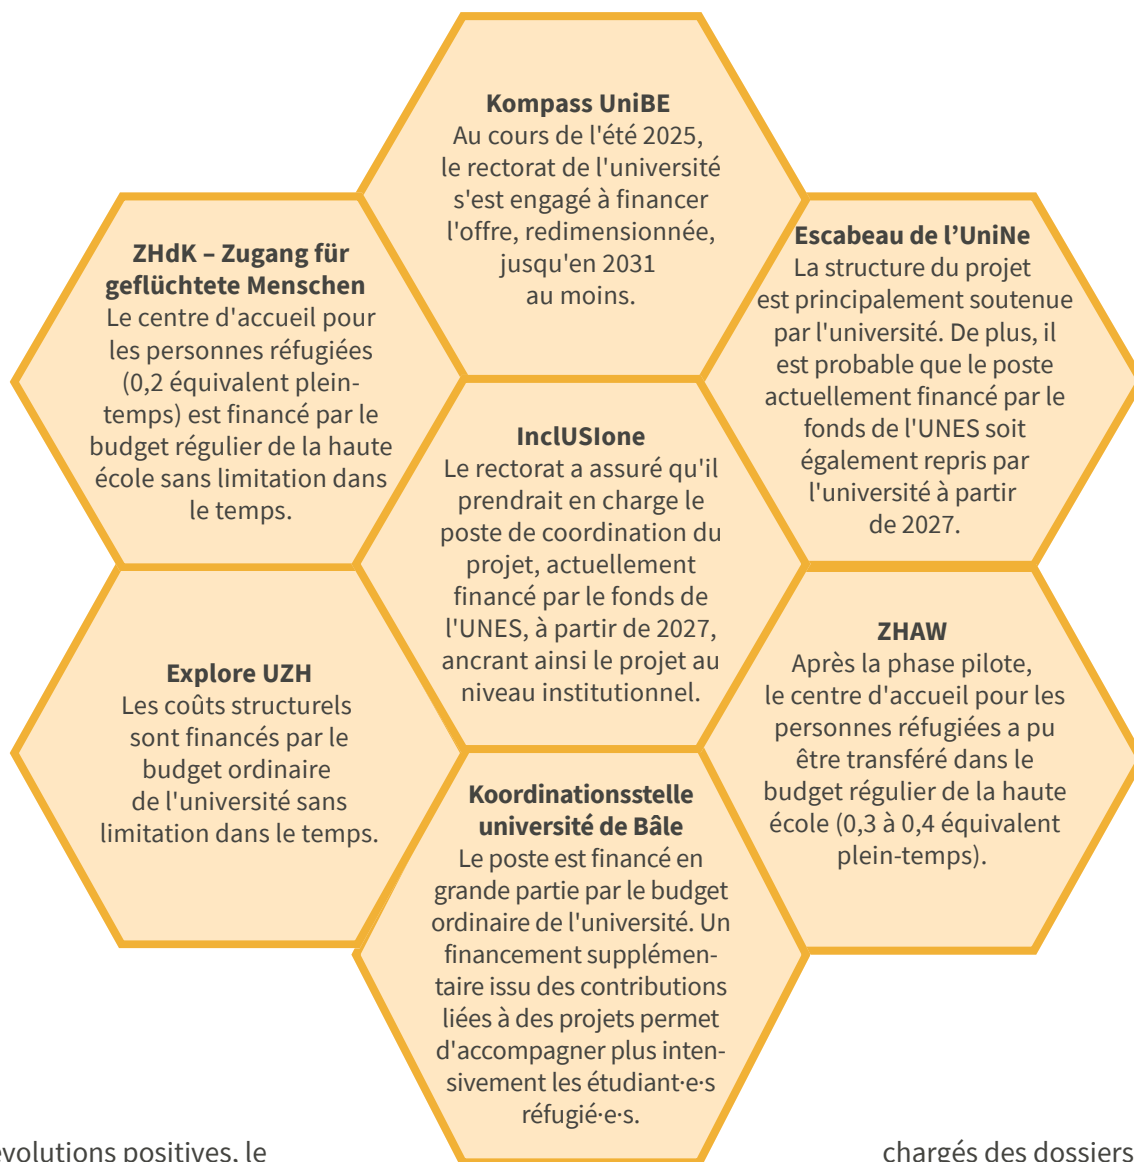 Kompass UniBE
Au cours de l'été 2025,
le rectorat de l'université
s'est engagé à financer
l'offre, redimensionnée,
jusqu'en 2031
au moins.
ZHdK – Zugang für
geflüchtete Menschen
Le centre d'accueil pour
les personnes réfugiées
(0,2 équivalent plein-
temps) est financé par le
budget régulier de la haute
école sans limitation dans
le temps.
Escabeau de l’UniNe
La structure du projet
est principalement soutenue
par l'université. De plus, il
est probable que le poste
actuellement financé par le
fonds de l'UNES soit
également repris par
l'université à partir
de 2027.
InclUSIone
Le rectorat a assuré qu'il
prendrait en charge le
poste de coordination du
projet, actuellement
financé par le fonds de
l'UNES, à partir de 2027,
ancrant ainsi le projet au
niveau institutionnel.
Explore UZH
Les coûts structurels
sont financés par le
budget ordinaire
de l'université sans
limitation dans le temps.
ZHAW
Après la phase pilote,
le centre d'accueil pour les
personnes réfugiées a pu
être transféré dans le
budget régulier de la haute
école (0,3 à 0,4 équivalent
plein-temps).
Koordinationsstelle
université de Bâle
Le poste est financé en
grande partie par le budget
ordinaire de l'université. Un
financement supplémen-
taire issu des contributions
liées à des projets permet
d'accompagner plus inten-
sivement les étudiant·e·s
réfugié·e·s.
volutions positives, le
chargés des dossiers